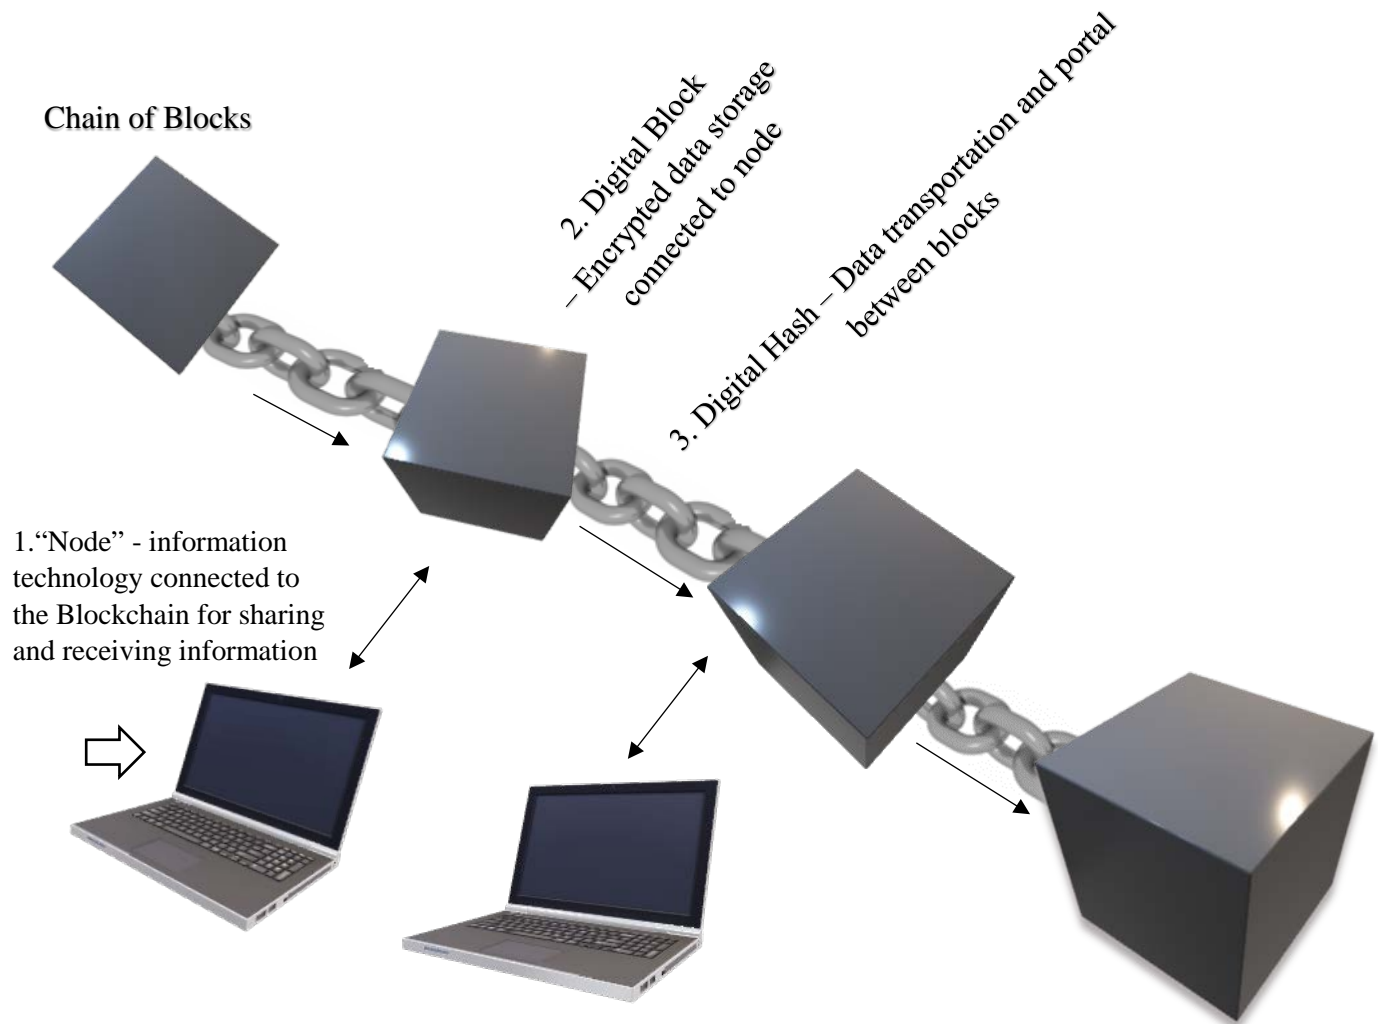 Chain of Blocks
2. Digital Block
– Encrypted data storage
connected to node
3. Digital Hash – Data transportation and portal
between blocks
1.“Node” - information
technology connected to
the Blockchain for sharing
and receiving information